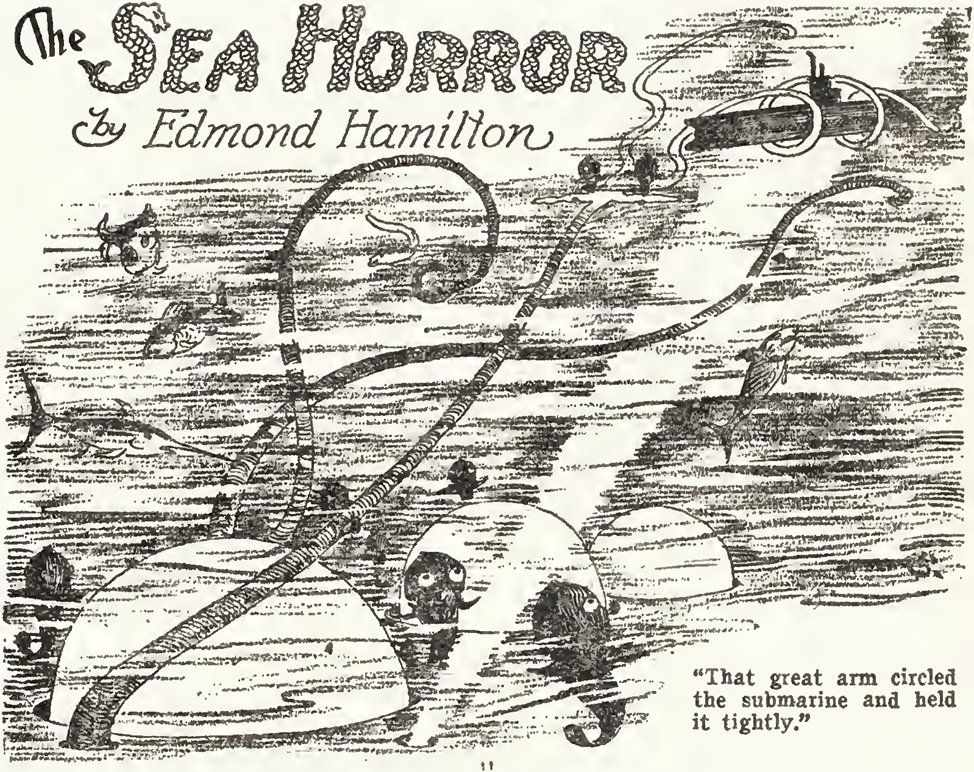 The SEA HORROR
by Edmond Hamilton
"That great arm circled
the submarine and held
it tightly."